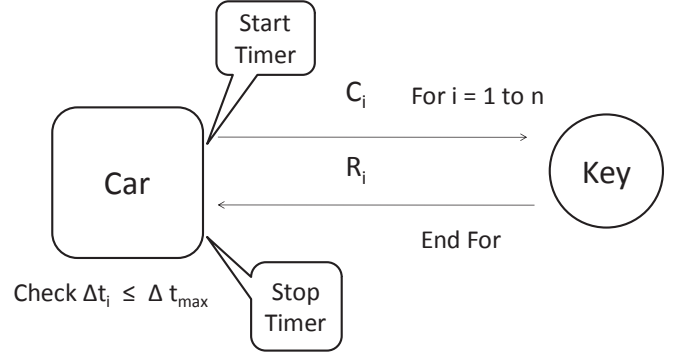 Start
Timer
C_i For i = 1 to n
Car
R_i
Key
End For
Check Δt_i ≤ Δ t_max
Stop
Timer